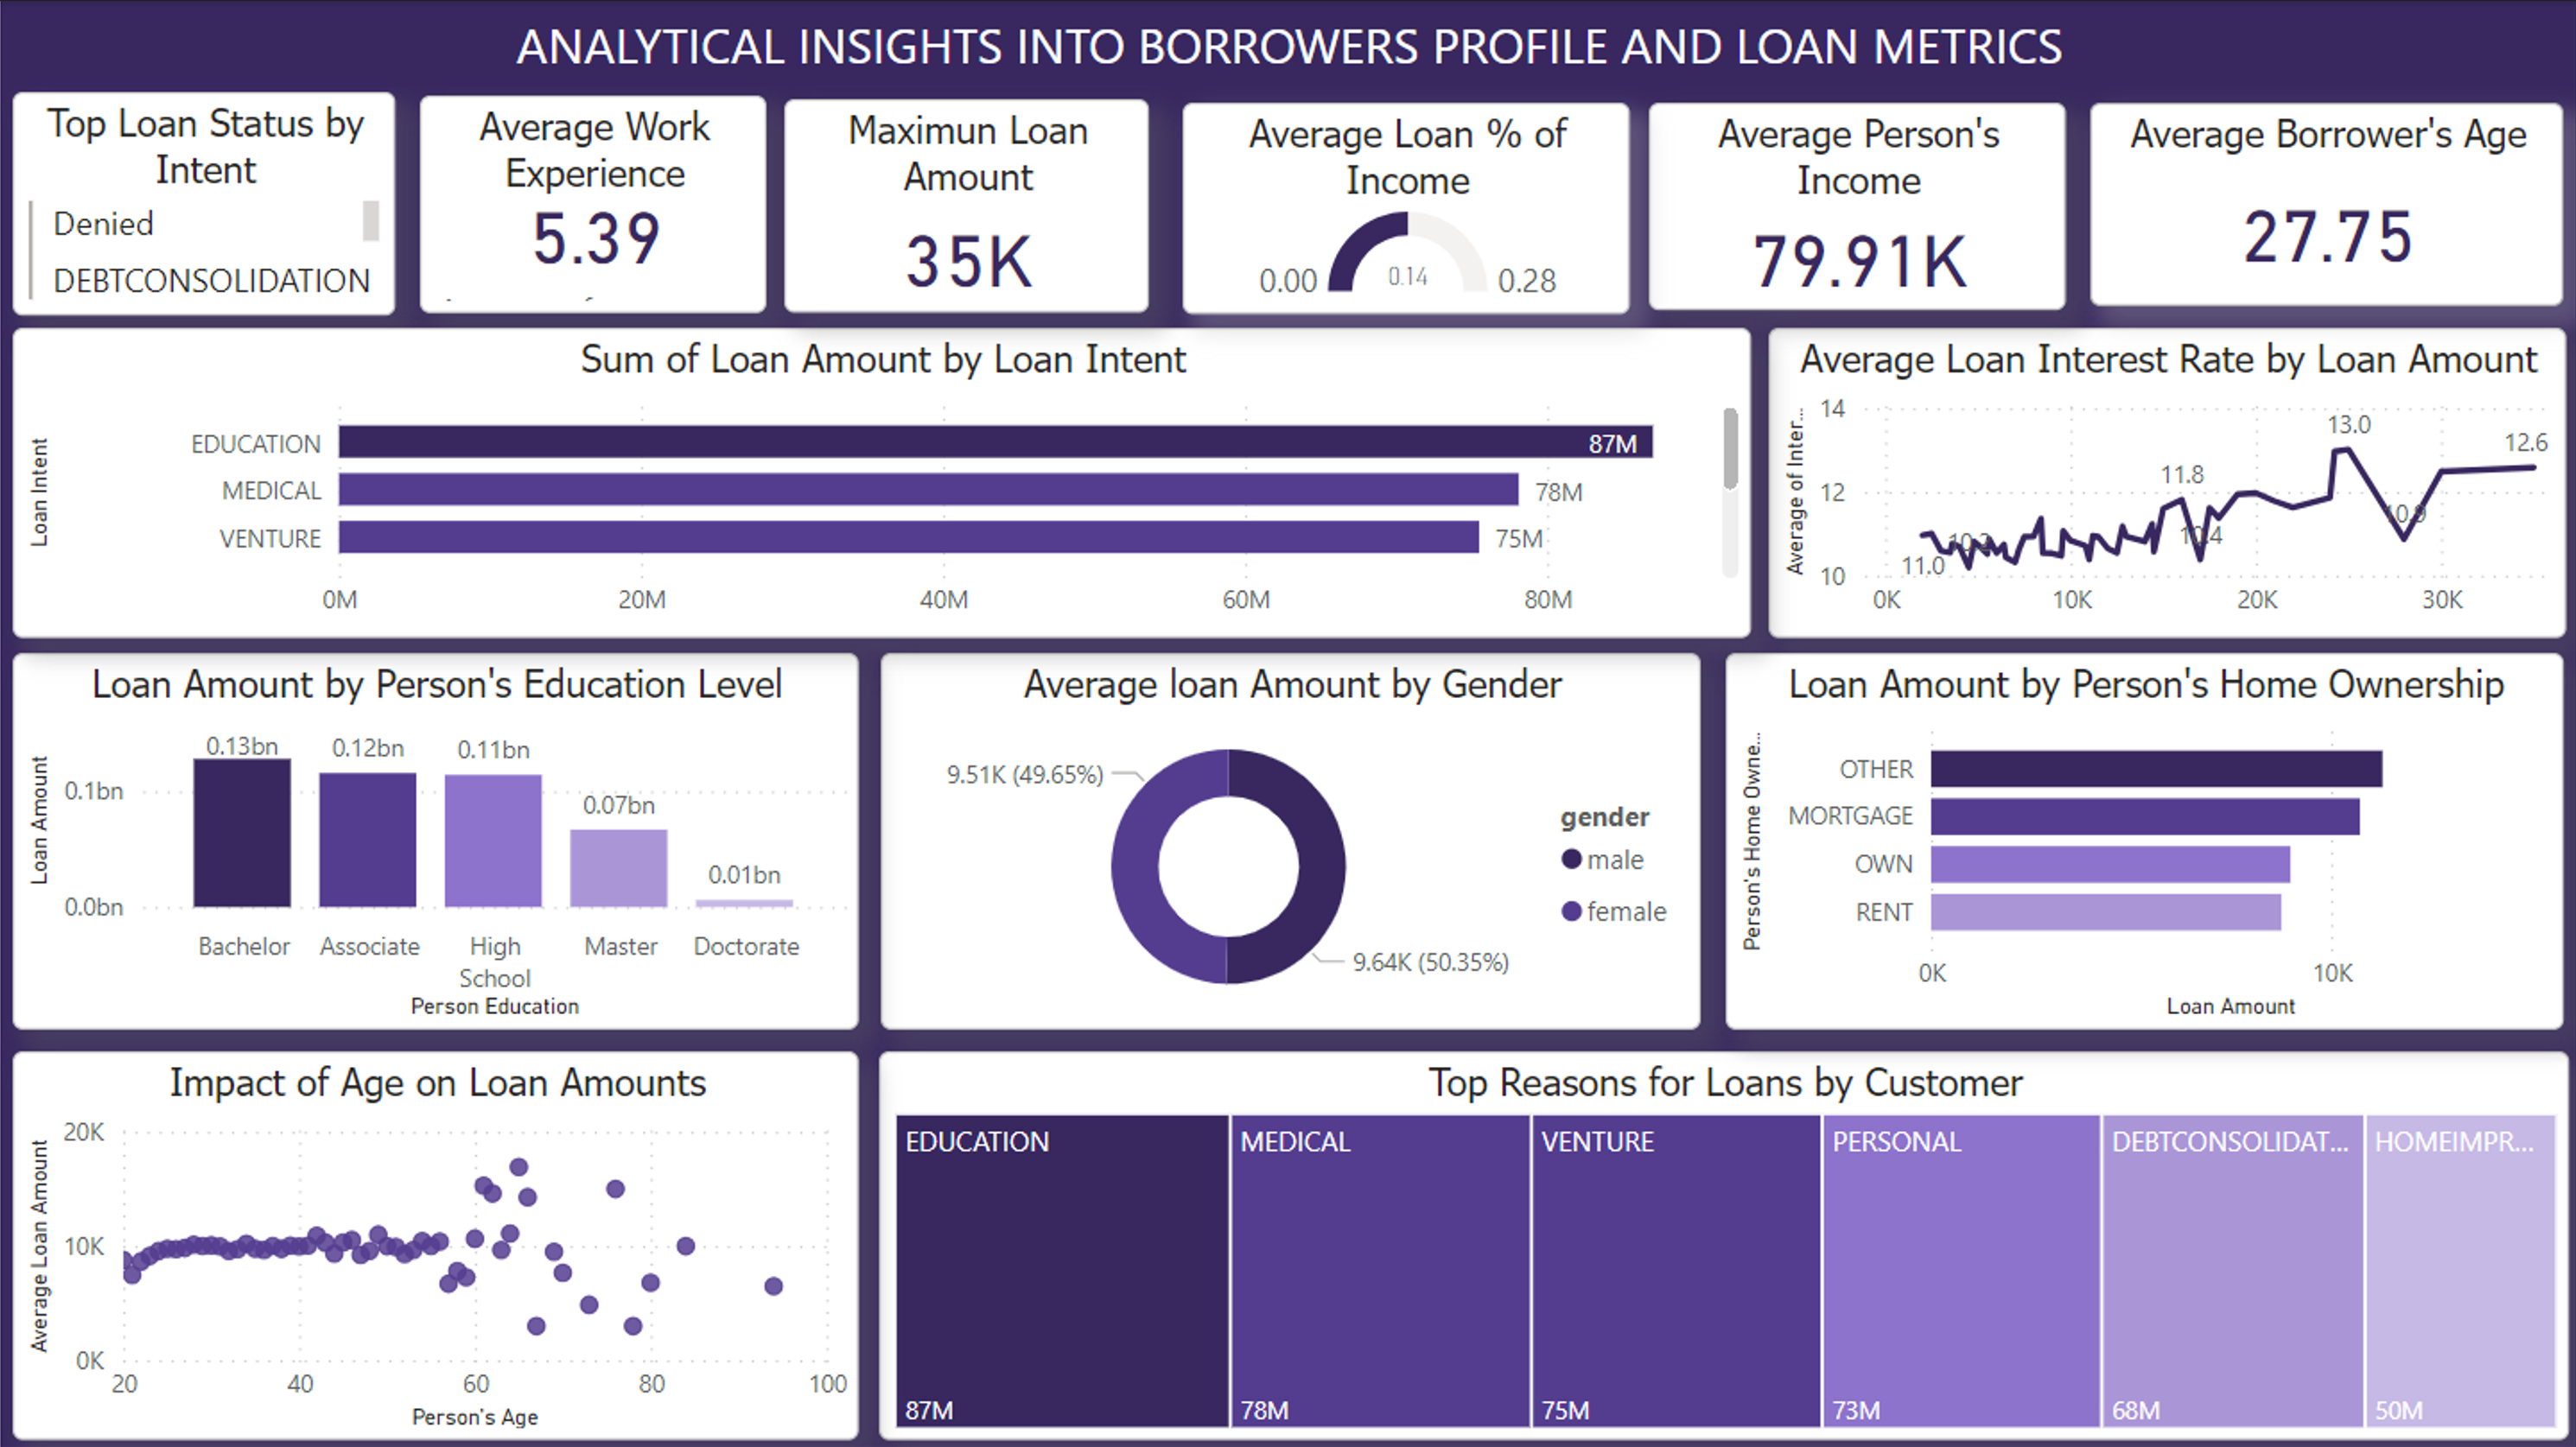 ANALYTICAL INSIGHTS INTO BORROWERS PROFILE AND LOAN METRICS
Top Loan Status by
Intent
Denied
DEBTCONSOLIDATION
Average Work
Experience
5.39
Maximun Loan
Amount
35K
Average Loan % of
Income
0.00
0.14
0.28
Average Person's
Income
79.91K
Average Borrower's Age
27.75
Sum of Loan Amount by Loan Intent
Loan Intent
EDUCATION
87M
MEDICAL
78M
VENTURE
75M
0M 20M 40M 60M 80M
Average Loan Interest Rate by Loan Amount
Average of Inter...
14
12
10
11.0
10.2
11.8
10.4
13.0
10.9
12.6
0K 10K 20K 30K
Loan Amount by Person's Education Level
Loan Amount
0.1bn
0.0bn
0.13bn 0.12bn 0.11bn 0.07bn 0.01bn
Bachelor Associate High School Master Doctorate
Person Education
Average loan Amount by Gender
9.51K (49.65%)
9.64K (50.35%)
gender
male
female
Loan Amount by Person's Home Ownership
Person's Home Owne...
OTHER
MORTGAGE
OWN
RENT
0K 10K
Loan Amount
Impact of Age on Loan Amounts
Average Loan Amount
20K
10K
0K
20 40 60 80 100
Person's Age
Top Reasons for Loans by Customer
EDUCATION MEDICAL VENTURE PERSONAL DEBTCONSOLIDAT... HOMEIMPR...
87M 78M 75M 73M 68M 50M